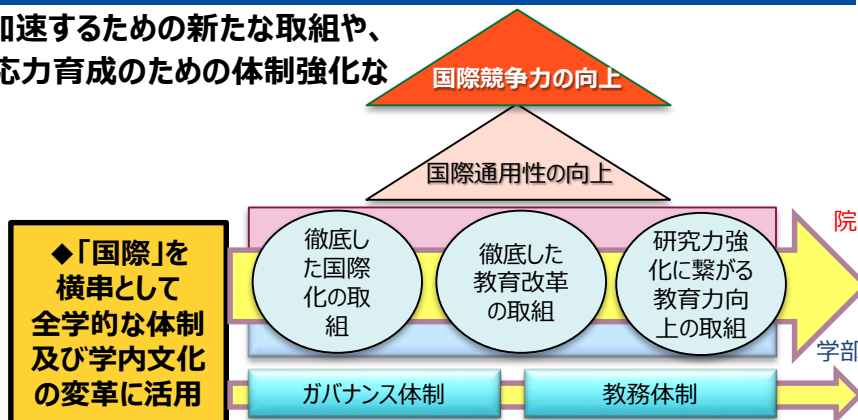 加速するための新たな取組や、
応力育成のための体制強化な
国際競争力の向上
国際通用性の向上
院
◆「国際」を
横串として
全学的な体制
及び学内文化
の変革に活用
徹底し
た国際
化の取
組
徹底した
教育改革
の取組
研究力強
化に繋がる
教育力向
上の取組
学部
ガバナンス体制
教務体制